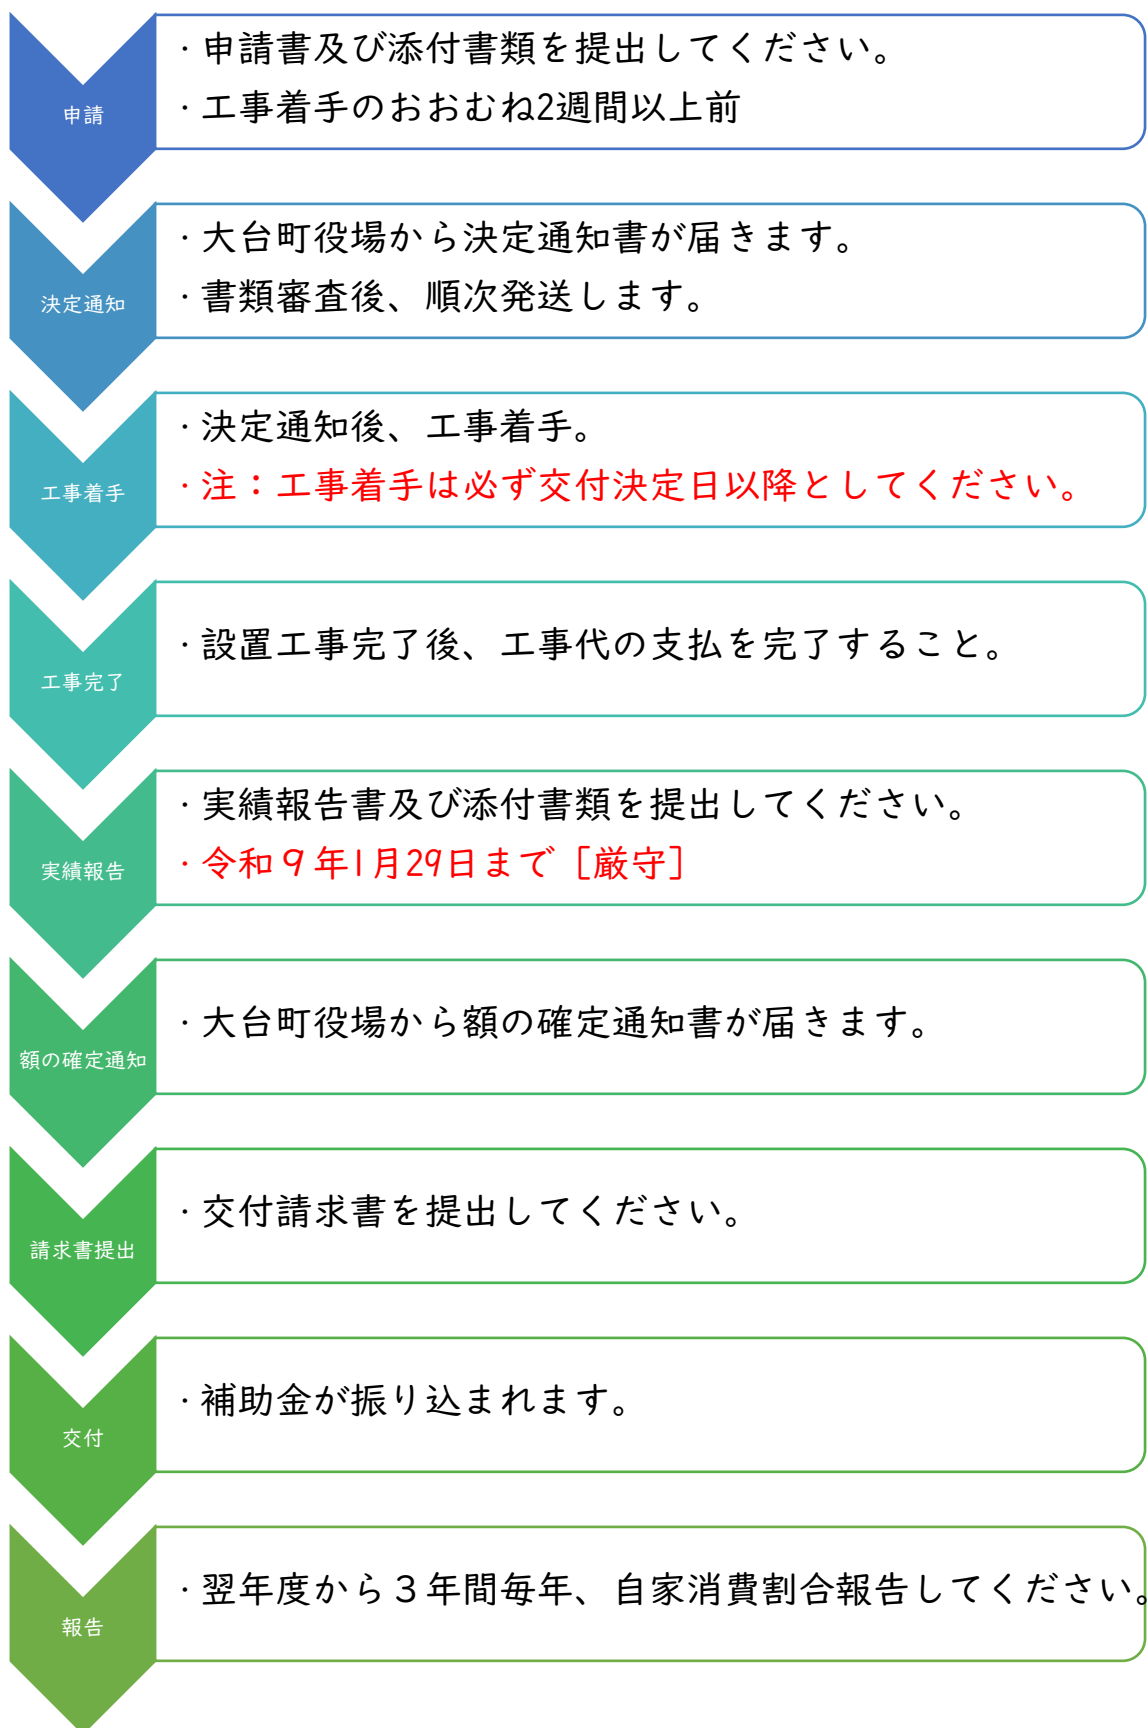 申請
・申請書及び添付書類を提出してください。
・工事着手のおおむね2週間以上前
決定通知
・大台町役場から決定通知書が届きます。
・書類審査後、順次発送します。
工事着手
・決定通知後、工事着手。
・注：工事着手は必ず交付決定日以降としてください。
工事完了
・設置工事完了後、工事代の支払を完了すること。
実績報告
・実績報告書及び添付書類を提出してください。
・令和９年1月29日まで［厳守］
額の確定通知
・大台町役場から額の確定通知書が届きます。
請求書提出
・交付請求書を提出してください。
交付
・補助金が振り込まれます。
報告
・翌年度から３年間毎年、自家消費割合報告してください。